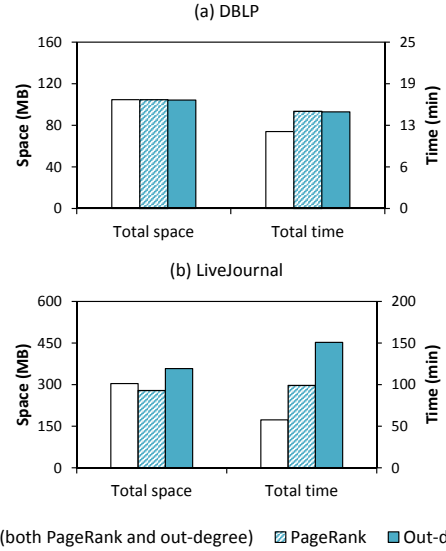 (a) DBLP
160
120
80
40
0
Space (MB)
25
19
13
6
0
Time (min)
Total space Total time
(b) LiveJournal
600
450
300
150
0
Space (MB)
200
150
100
50
0
Time (min)
Total space Total time
(both PageRank and out-degree) PageRank Out-d